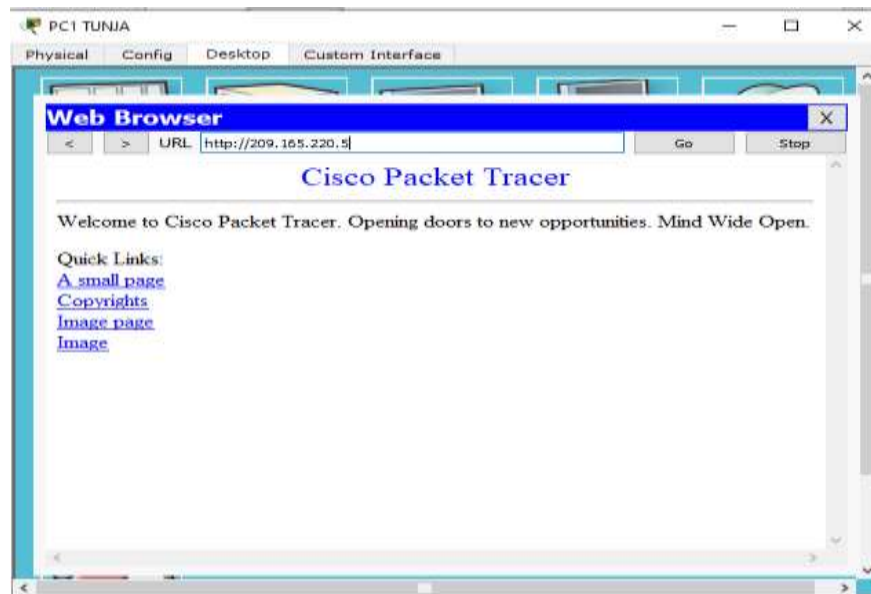 PC1 TUNJA
Physical Config Desktop Custom Interface
Web Browser X
< > URL http://209.165.220.5 Go Stop
Cisco Packet Tracer
Welcome to Cisco Packet Tracer. Opening doors to new opportunities. Mind Wide Open.
Quick Links:
A small page
Copyrights
Image page
Image